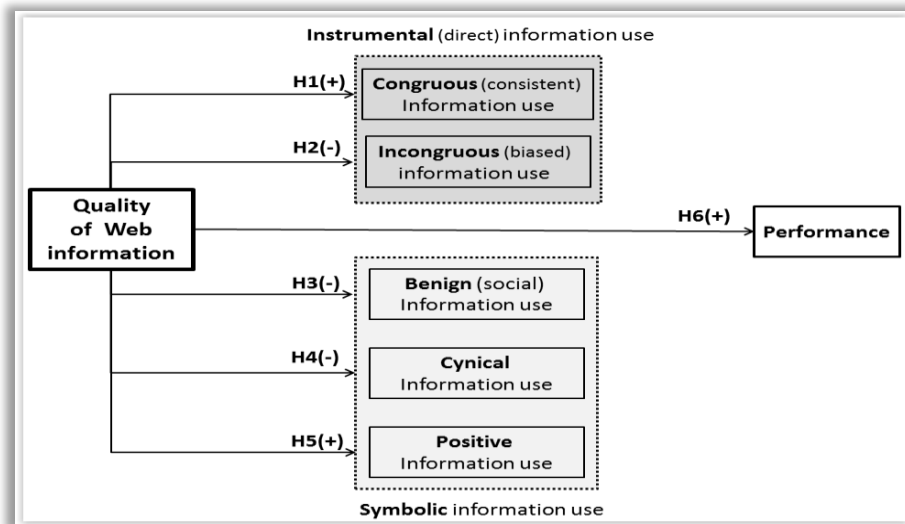 Instrumental (direct) information use
H1(+)
Congruous (consistent)
Information use
H2(-)
Incongruous (biased)
information use
Quality
of Web
information
H6(+)
Performance
H3(-)
Benign (social)
Information use
H4(-)
Cynical
Information use
H5(+)
Positive
Information use
Symbolic information use